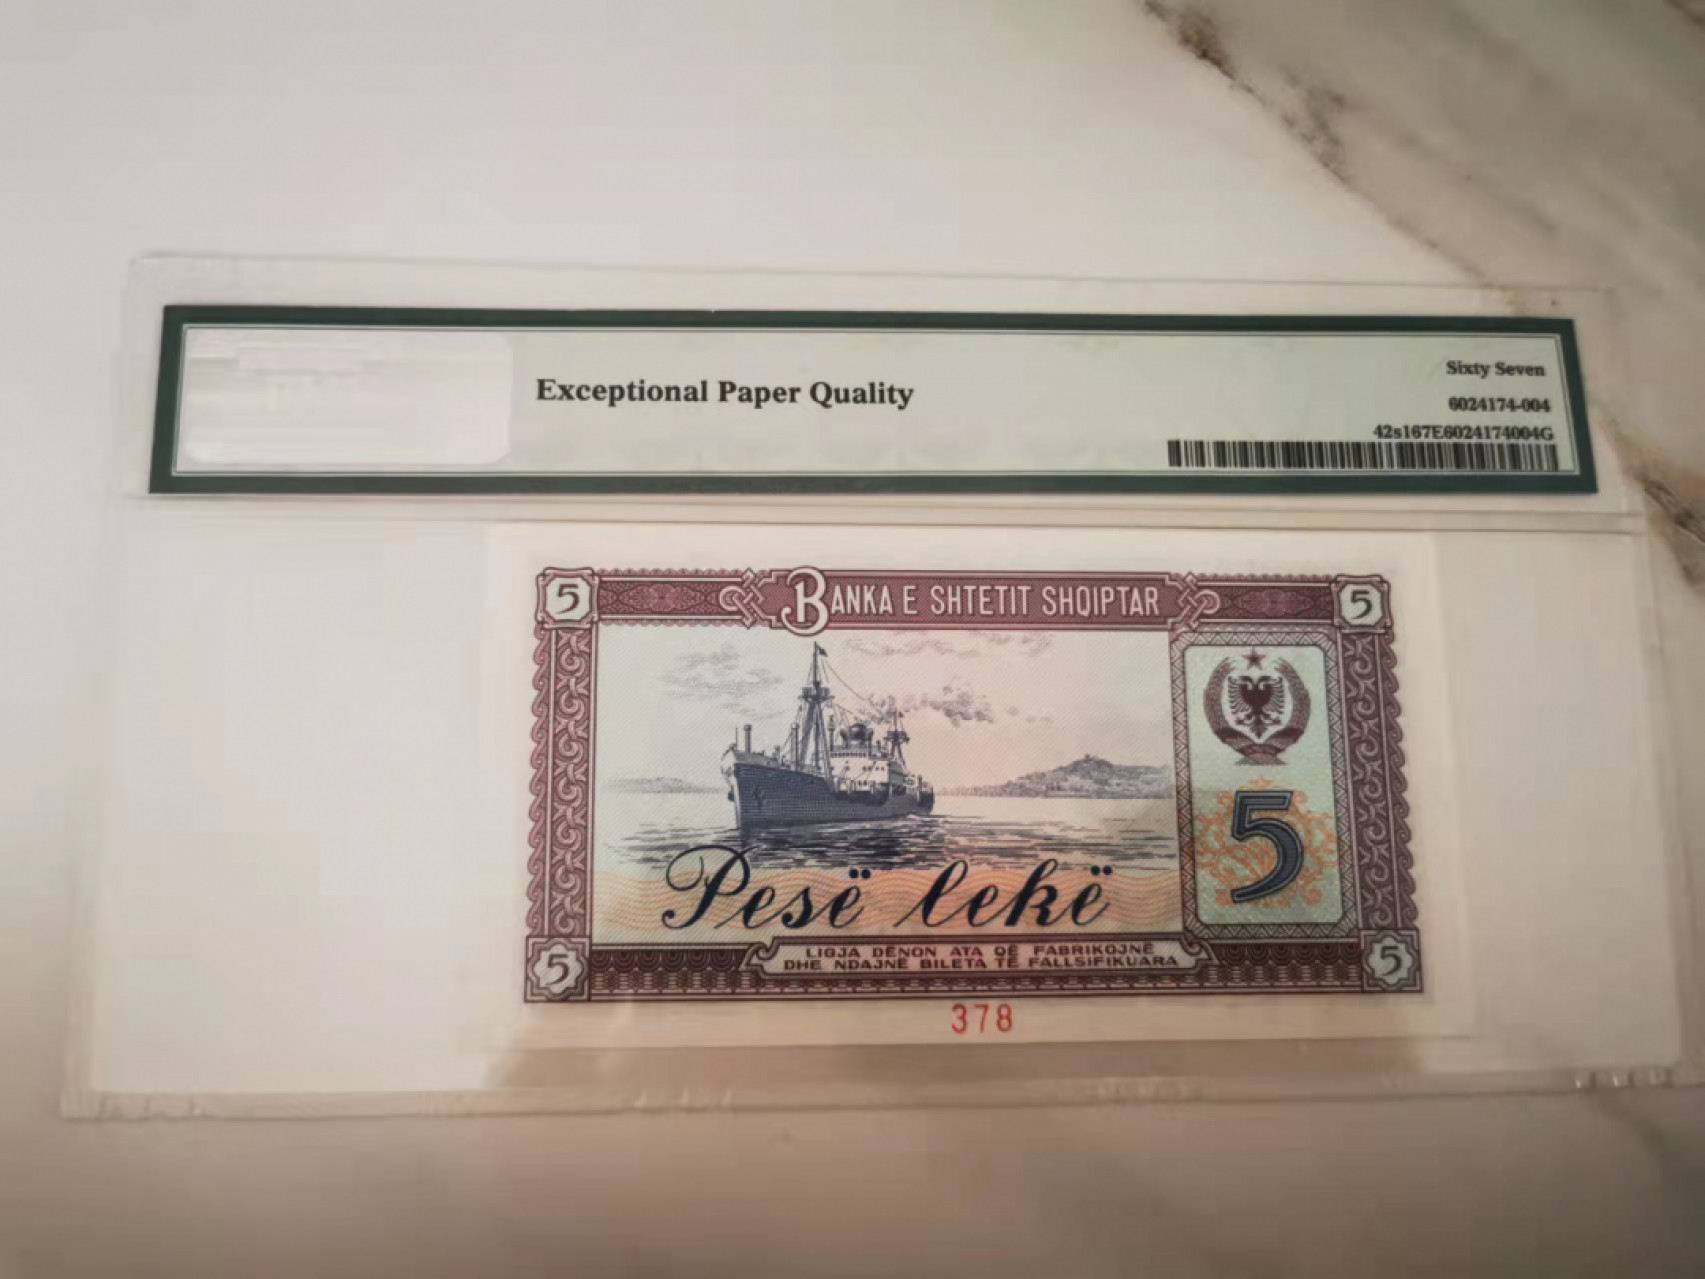 Exceptional Paper Quality
Sixty Seven
6024174-004
42s167E6024174004G
5 BANKA E SHTETIT SHQIPTAR 5
5
Pesë lekë
5 LIGJA DËNON ATA QË FABRIKOJNË 5
DHE NDAJNË BILETA TË FALLSIFIKUARA
378